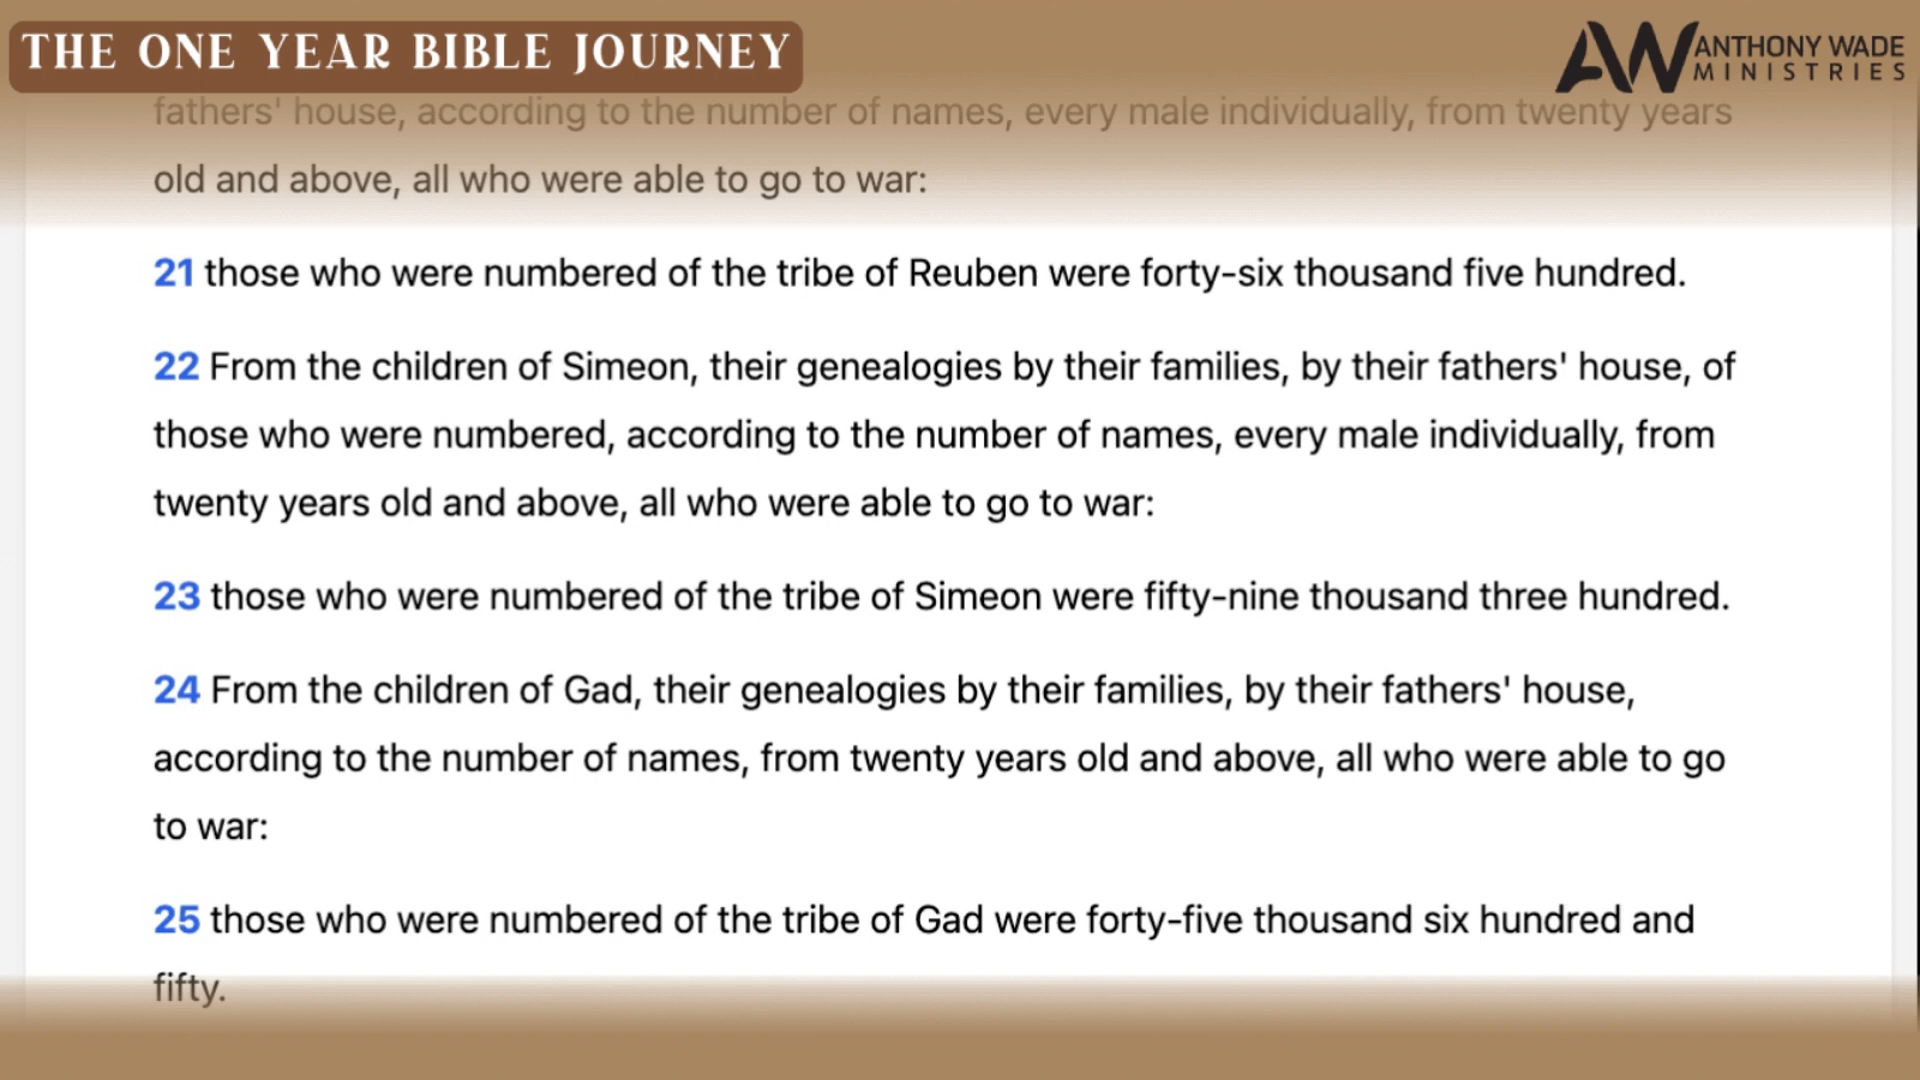 THE ONE YEAR BIBLE JOURNEY
ANTHONY WADE
MINISTRIES
fathers' house, according to the number of names, every male individually, from twenty years
old and above, all who were able to go to war:
21 those who were numbered of the tribe of Reuben were forty-six thousand five hundred.
22 From the children of Simeon, their genealogies by their families, by their fathers' house, of
those who were numbered, according to the number of names, every male individually, from
twenty years old and above, all who were able to go to war:
23 those who were numbered of the tribe of Simeon were fifty-nine thousand three hundred.
24 From the children of Gad, their genealogies by their families, by their fathers' house,
according to the number of names, from twenty years old and above, all who were able to go
to war:
25 those who were numbered of the tribe of Gad were forty-five thousand six hundred and
fifty.